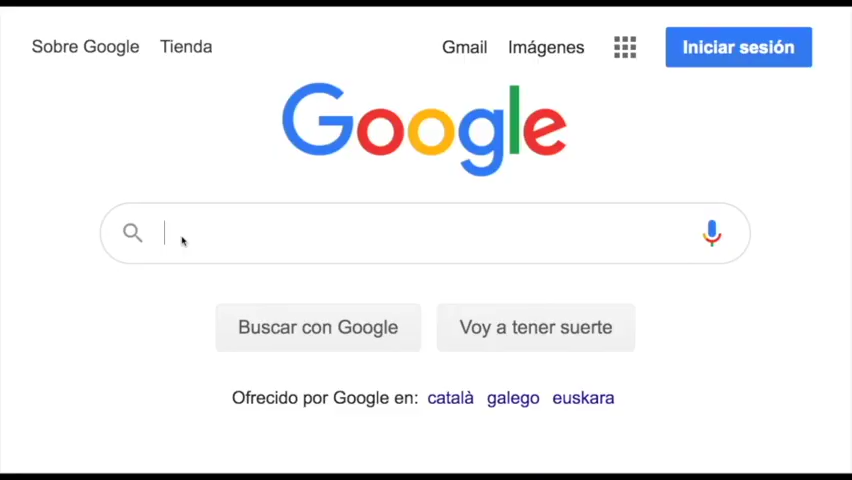 Sobre Google Tienda Gmail Imágenes Iniciar sesión
Google
Buscar con Google Voy a tener suerte
Ofrecido por Google en: català galego euskara